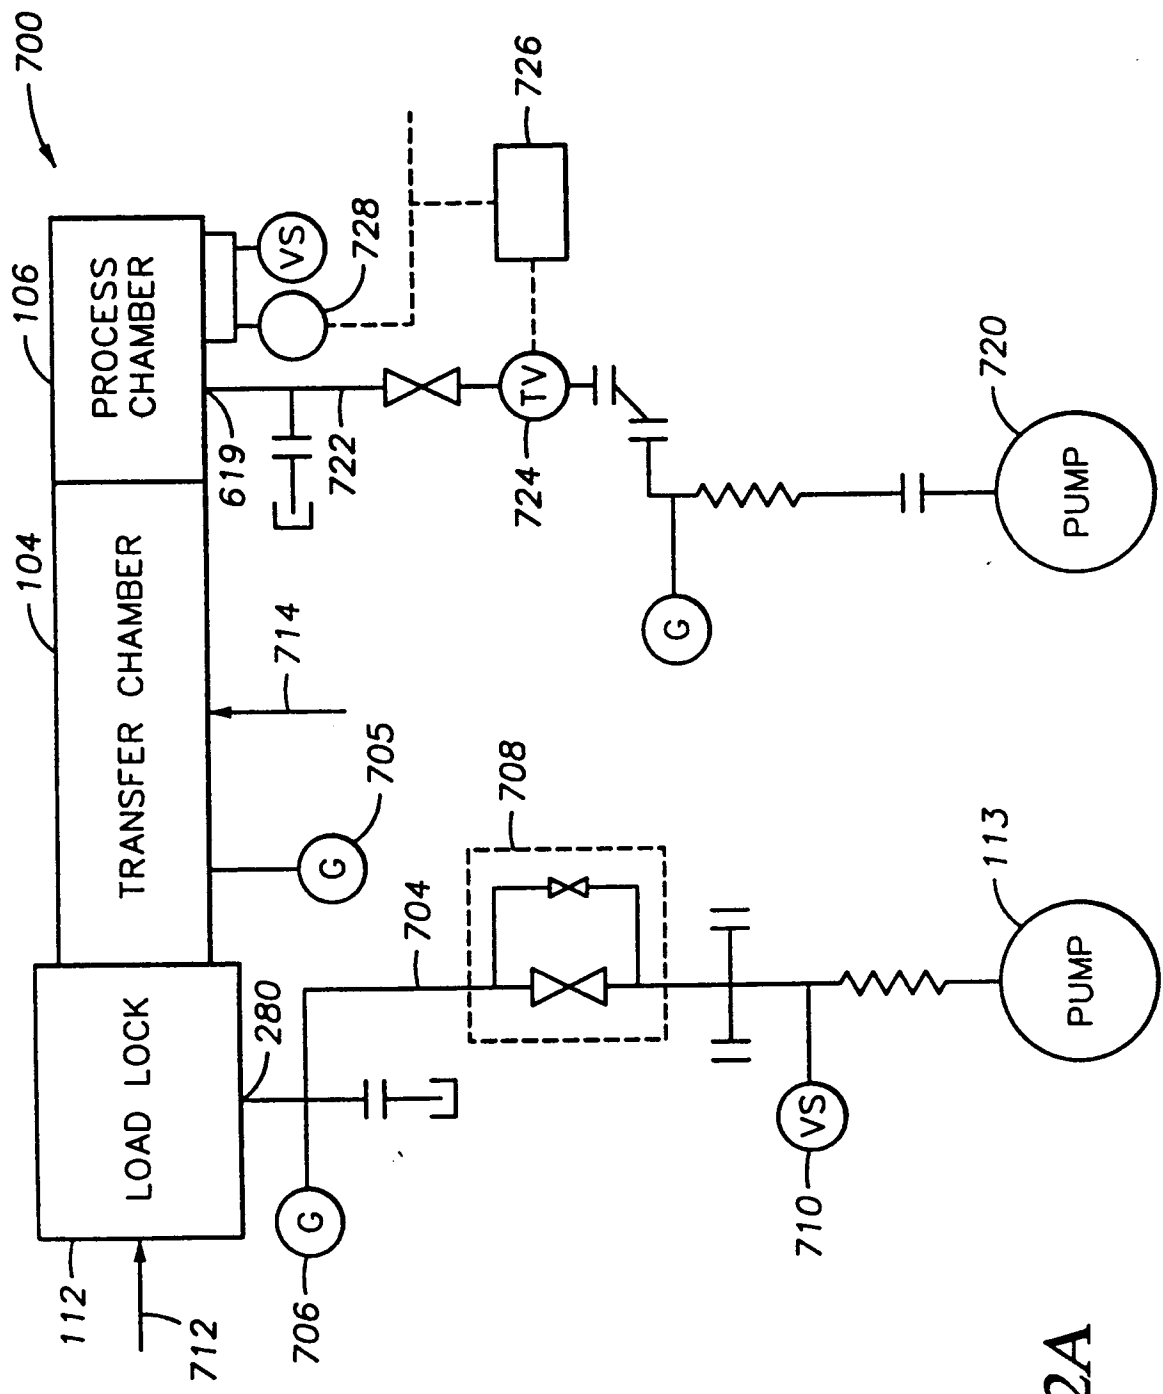 700
106
104
PROCESS
CHAMBER
TRANSFER CHAMBER
LOAD LOCK
112
712
280
706
G
704
705
G
714
619
722
VS
728
726
TV
724
708
G
720
PUMP
VS
710
113
PUMP
2A